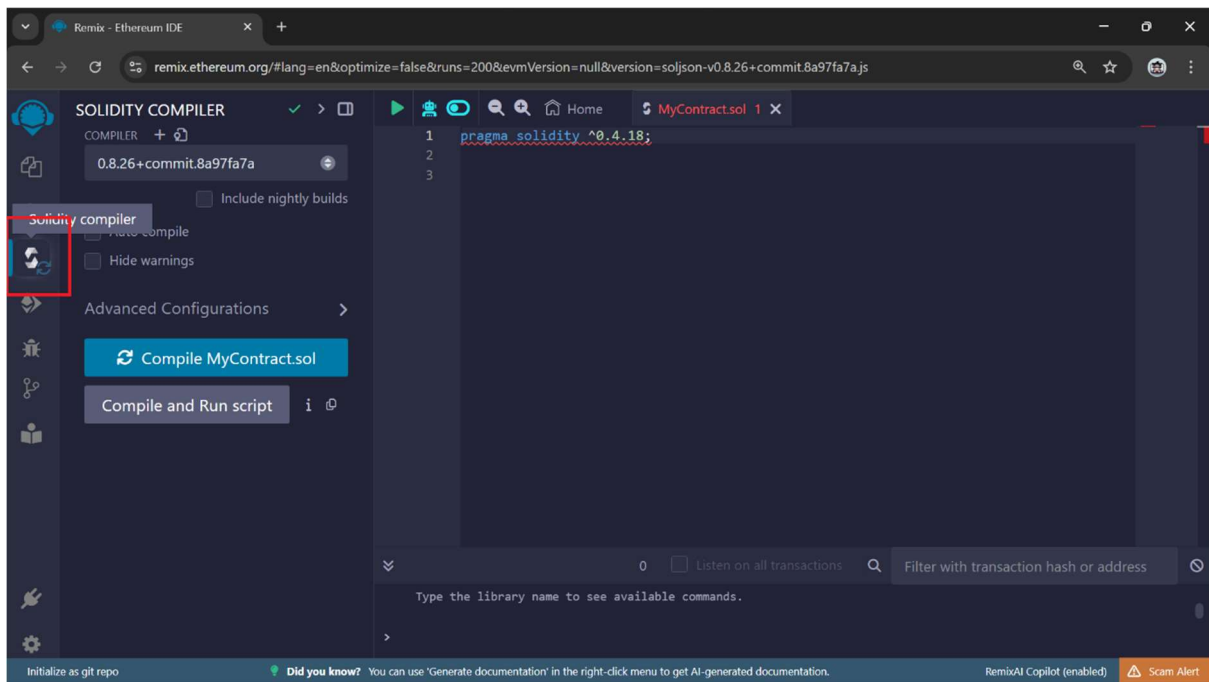 Remix - Ethereum IDE
remix.ethereum.org/#lang=en&optimize=false&runs=200&evmVersion=null&version=soljson-v0.8.26+commit.8a97fa7a.js
SOLIDITY COMPILER
Home
MyContract.sol 1
COMPILER
1 pragma solidity ^0.4.18;
2
3
0.8.26+commit.8a97fa7a
Include nightly builds
Solidity compiler
Auto compile
Hide warnings
Advanced Configurations
Compile MyContract.sol
Compile and Run script i
0 Listen on all transactions Filter with transaction hash or address
Type the library name to see available commands.
>
Initialize as git repo
Did you know? You can use 'Generate documentation' in the right-click menu to get AI-generated documentation.
RemixAI Copilot (enabled)
Scam Alert